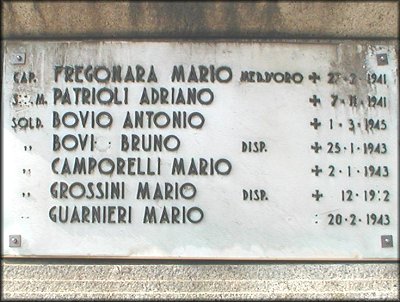 CAP. FREGONARA MARIO MED.D'ORO + 27-2 1941
S M. PATRIOLI ADRIANO + 7-11-1941
SOLD. BOVIO ANTONIO + 1-3-1945
,, BOVI BRUNO DISP. + 25-1-1943
,, CAMPORELLI MARIO + 2-1-1943
,, GROSSINI MARIO DISP. + 12-19 2
,, GUARNIERI MARIO 20-2-1943